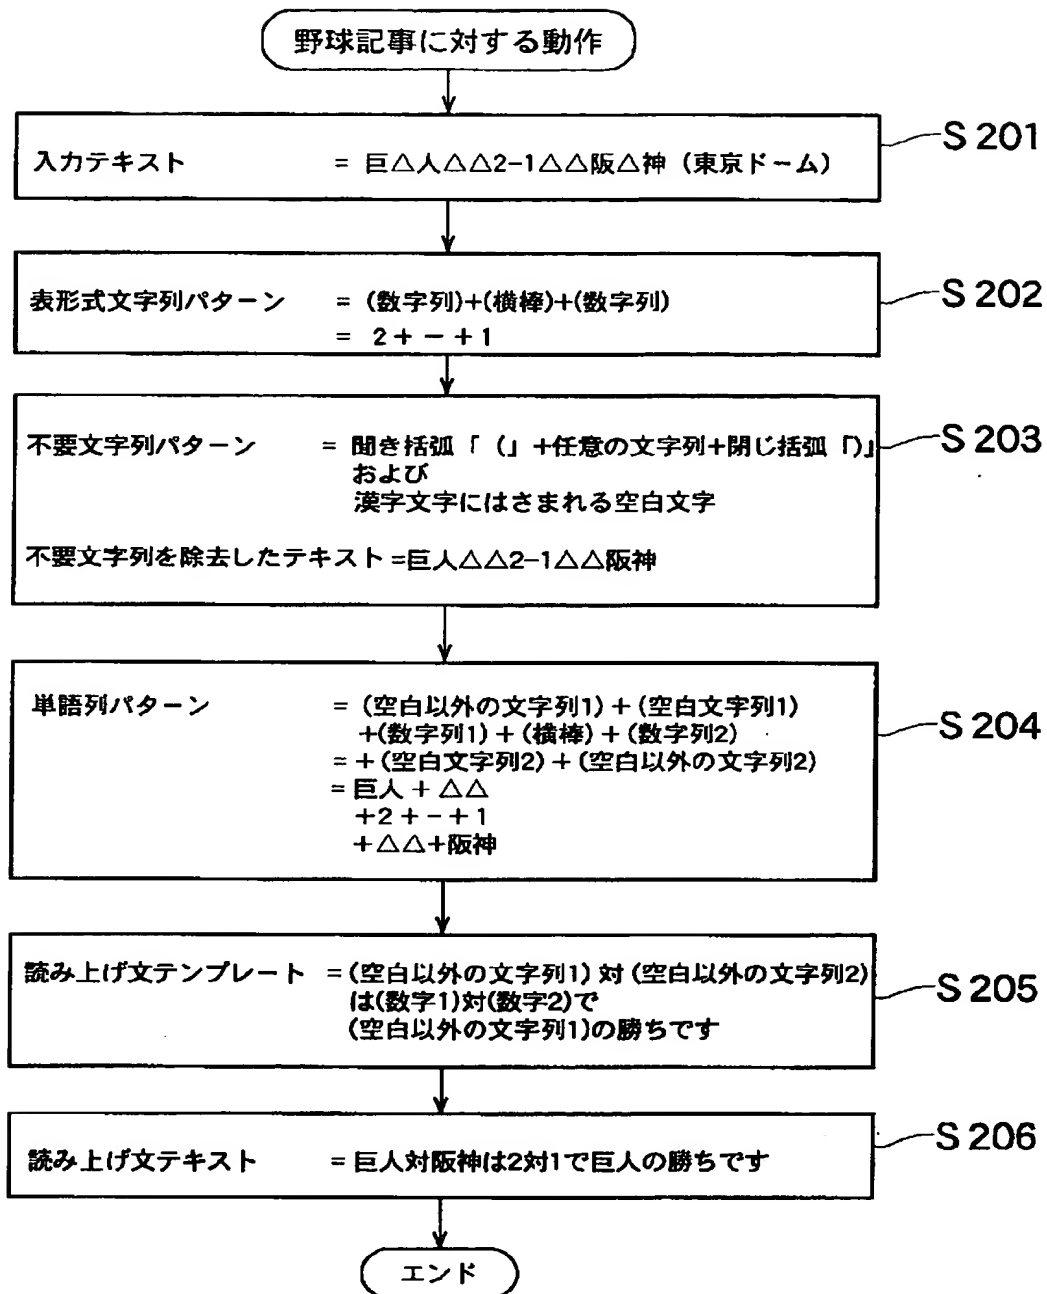 野球記事に対する動作
S 201
入力テキスト = 巨△人△△2-1△△阪△神（東京ドーム）
S 202
表形式文字列パターン = (数字列)+(横棒)+(数字列)
= 2 + － + 1
S 203
不要文字列パターン = 聞き括弧「（」+任意の文字列+閉じ括弧「)」
および
漢字文字にはさまれる空白文字
不要文字列を除去したテキスト =巨人△△2-1△△阪神
S 204
単語列パターン = (空白以外の文字列1) + (空白文字列1)
+(数字列1) + (横棒) + (数字列2)
= + (空白文字列2) + (空白以外の文字列2)
= 巨人 + △△
+2 + - + 1
+△△+阪神
S 205
読み上げ文テンプレート = (空白以外の文字列1) 対 (空白以外の文字列2)
は(数字1)対(数字2)で
(空白以外の文字列1)の勝ちです
S 206
読み上げ文テキスト = 巨人対阪神は2対1で巨人の勝ちです
エンド